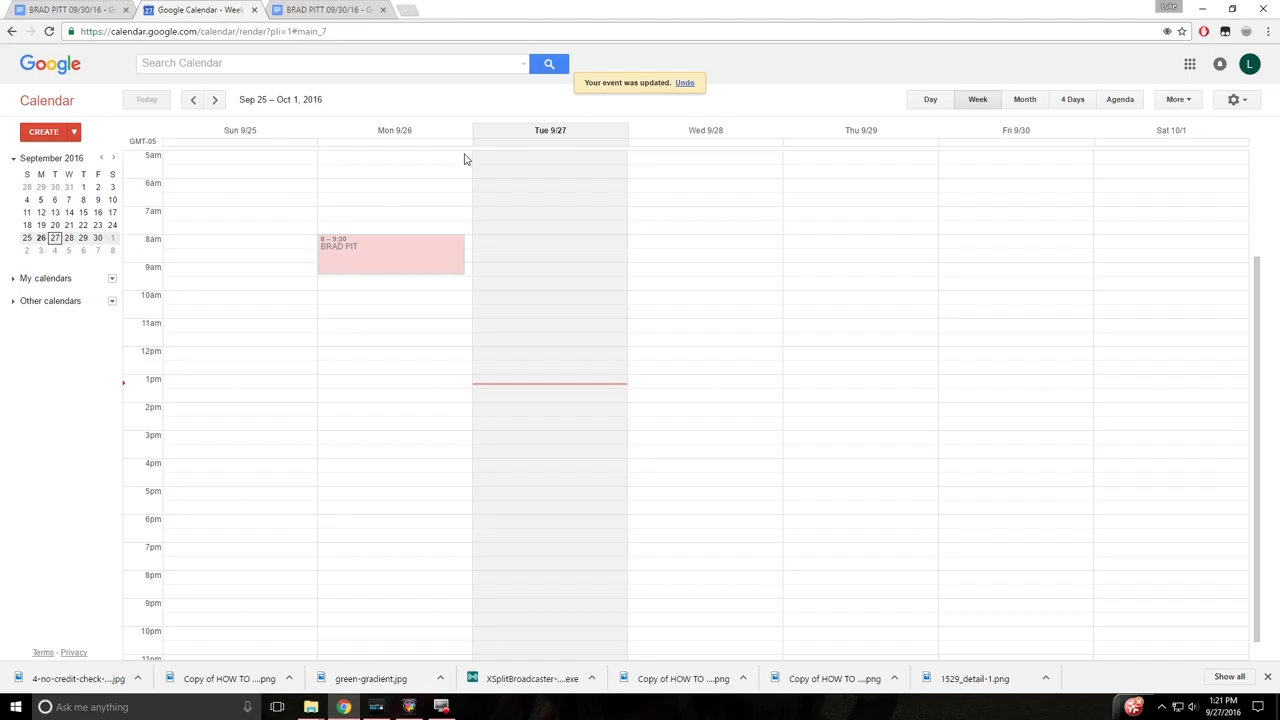 BRAD PITT 09/30/16 - G
Google Calendar - Week
BRAD PITT 09/30/16 - G
Luke
https://calendar.google.com/calendar/render?pli=1#main_7
Google
Search Calendar
Your event was updated. Undo
L
Calendar
Today
Sep 25 – Oct 1, 2016
Day
Week
Month
4 Days
Agenda
More
CREATE
Sun 9/25
Mon 9/26
Tue 9/27
Wed 9/28
Thu 9/29
Fri 9/30
Sat 10/1
GMT-05
September 2016
S M T W T F S
28 29 30 31 1 2 3
4 5 6 7 8 9 10
11 12 13 14 15 16 17
18 19 20 21 22 23 24
25 26 27 28 29 30 1
2 3 4 5 6 7 8
My calendars
Other calendars
5am
6am
7am
8am
8 – 9:30
BRAD PIT
9am
10am
11am
12pm
1pm
2pm
3pm
4pm
5pm
6pm
7pm
8pm
9pm
10pm
11pm
Terms - Privacy
4-no-credit-check-....jpg
Copy of HOW TO ....png
green-gradient.jpg
XSplitBroadcaster-....exe
Copy of HOW TO ....png
Copy of HOW TO ....png
1529_detail-1.png
Show all
Ask me anything
1:21 PM
9/27/2016